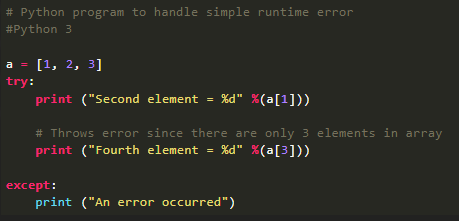 # Python program to handle simple runtime error
#Python 3
a = [1, 2, 3]
try:
    print ("Second element = %d" %(a[1]))
    # Throws error since there are only 3 elements in array
    print ("Fourth element = %d" %(a[3]))
except:
    print ("An error occurred")